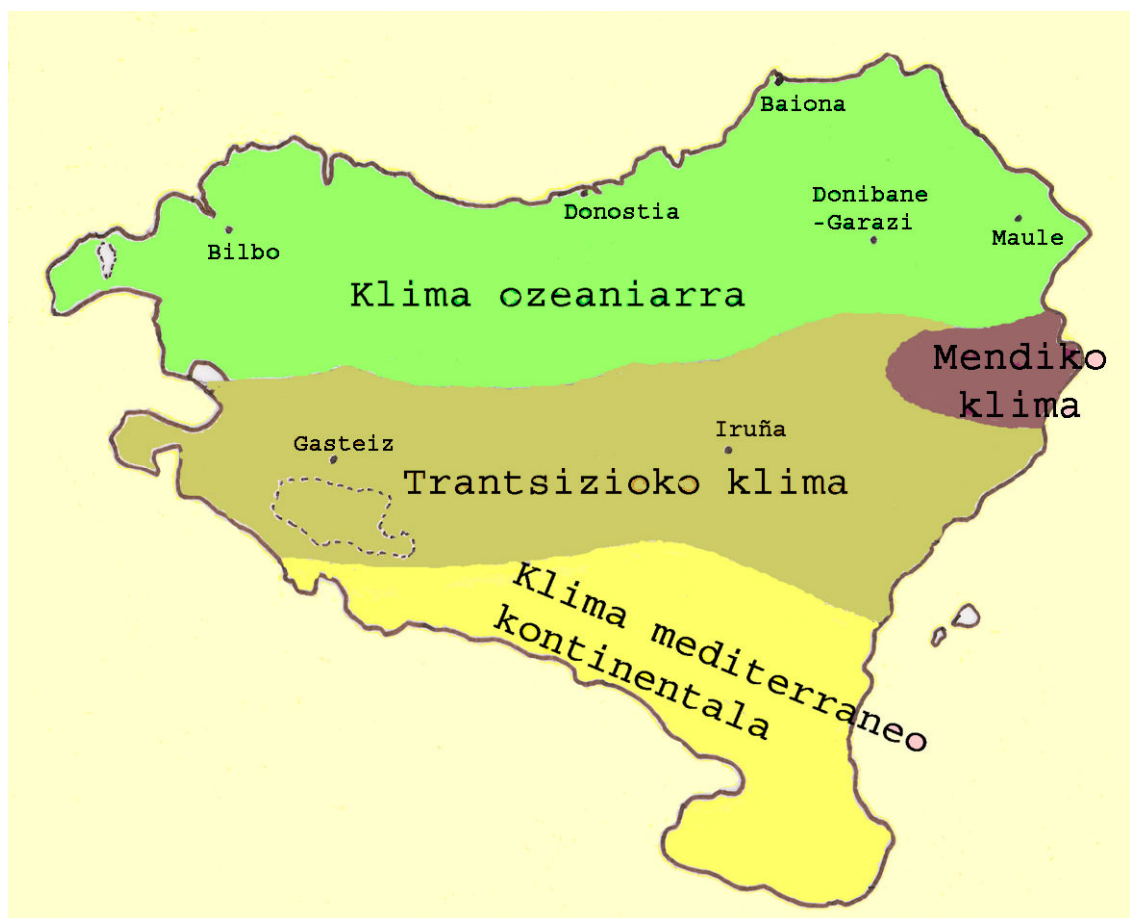 Baiona
Donibane
-Garazi
Donostia
Maule
Bilbo
Klima ozeaniarra
Mendiko
klima
Iruña
Gasteiz
Trantsizioko klima
Klima mediterraneo
kontinentala